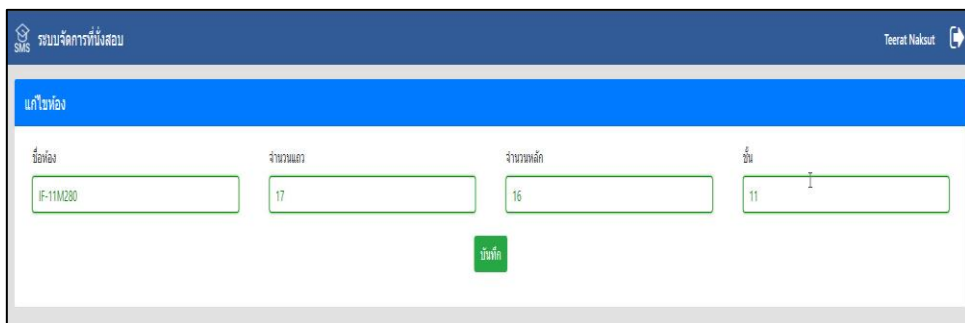 SMS ระบบจัดการที่นั่งสอบ Teerat Naksut
แก้ไขห้อง
ชื่อห้อง จำนวนแถว จำนวนหลัก ชั้น
IF-11M280 17 16 11
บันทึก